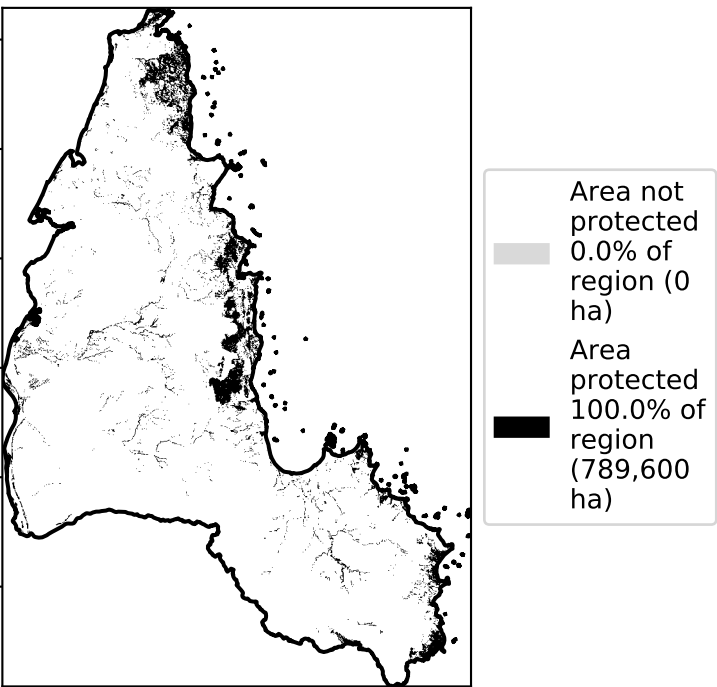 Area not
protected
0.0% of
region (0
ha)
Area
protected
100.0% of
region
(789,600
ha)